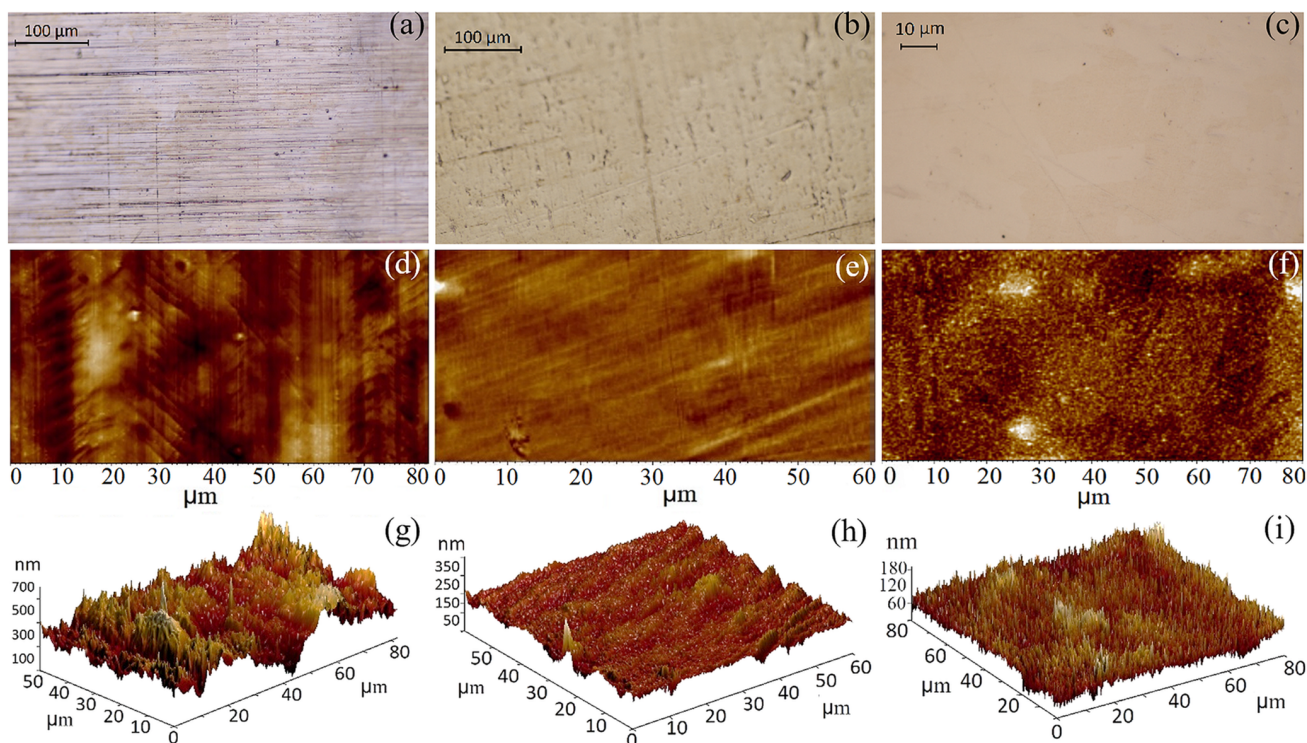 100 µm (a)
100 µm (b)
10 µm (c)
(d)
(e)
(f)
0 10 20 30 40 50 60 70 80
µm
0 10 20 30 40 50 60
µm
0 10 20 30 40 50 60 70 80
µm
(g)
nm
700
500
300
100
50 40 30 20 10 0
µm
20 40 60 80
µm
(h)
nm
350
250
150
50
50 40 30 20 10 0
µm
10 20 30 40 50 60
µm
(i)
nm
180
120
60
80 60 40 20 0
µm
20 40 60 80
µm